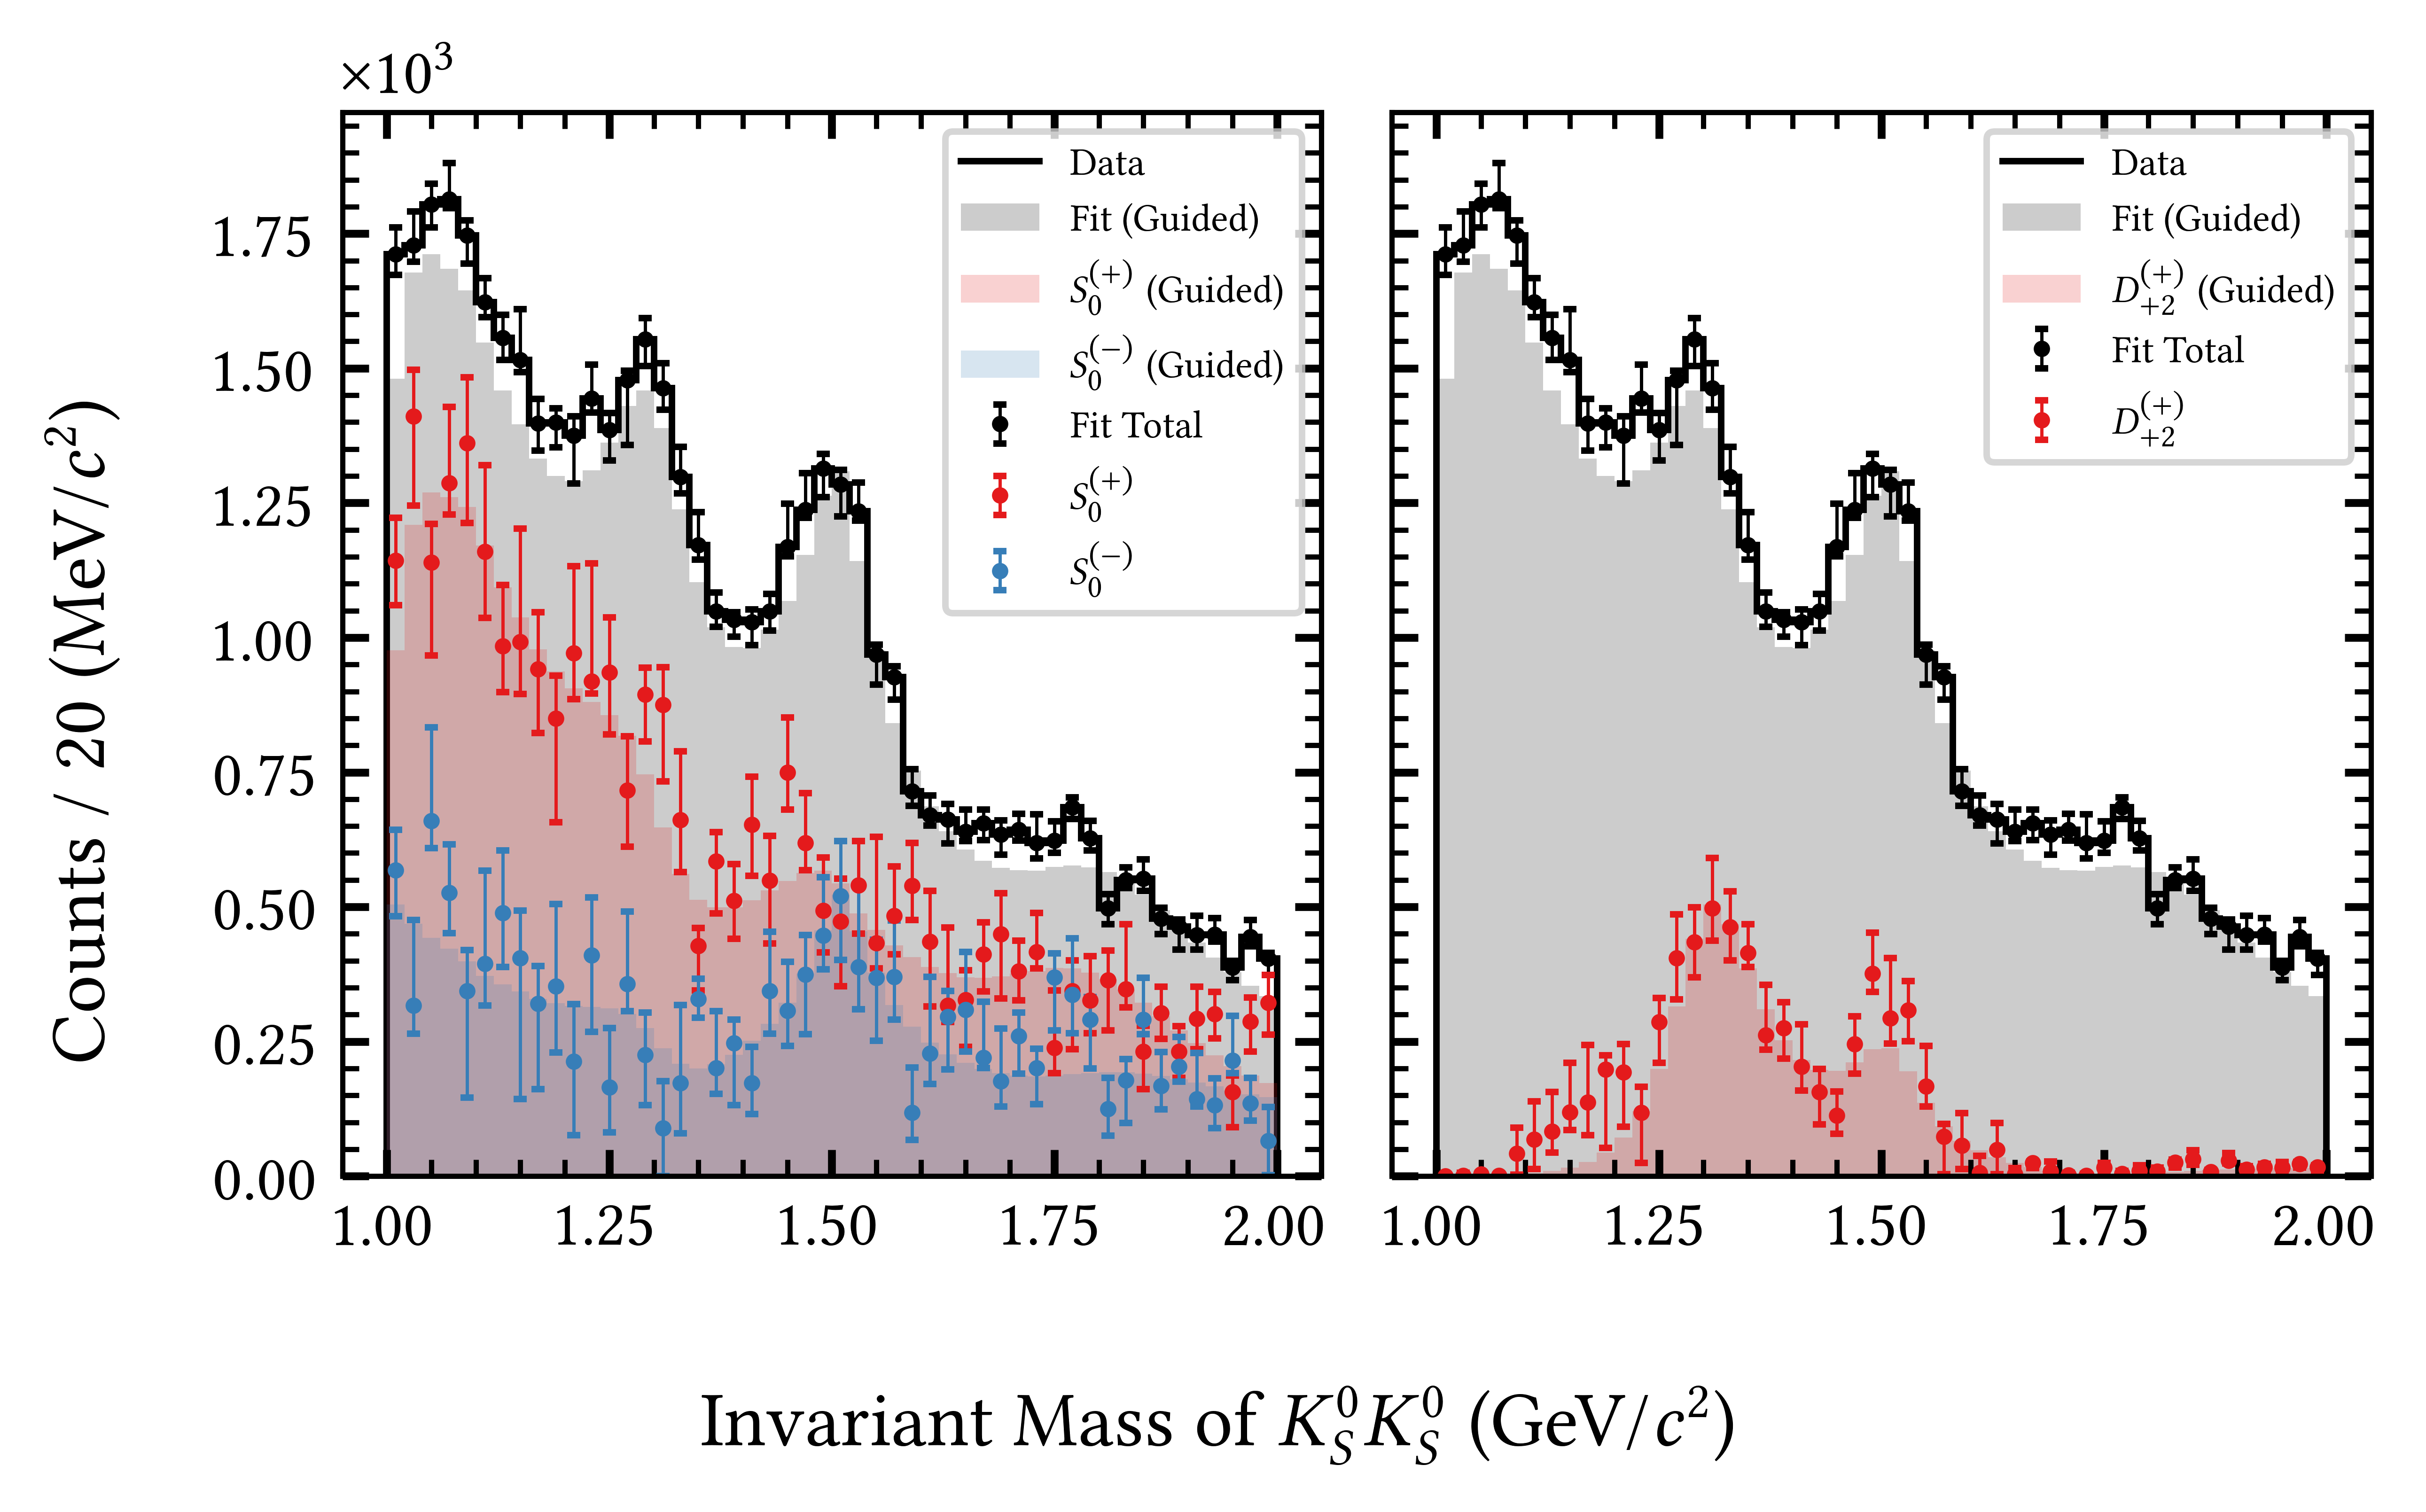 ×10³
Counts / 20 (MeV/c²)
1.75
1.50
1.25
1.00
0.75
0.50
0.25
0.00
Data
Fit (Guided)
S₀⁽⁺⁾ (Guided)
S₀⁽⁻⁾ (Guided)
Fit Total
S₀⁽⁺⁾
S₀⁽⁻⁾
1.00 1.25 1.50 1.75 2.00
Data
Fit (Guided)
D₊₂⁽⁺⁾ (Guided)
Fit Total
D₊₂⁽⁺⁾
1.00 1.25 1.50 1.75 2.00
Invariant Mass of K_S^0 K_S^0 (GeV/c²)